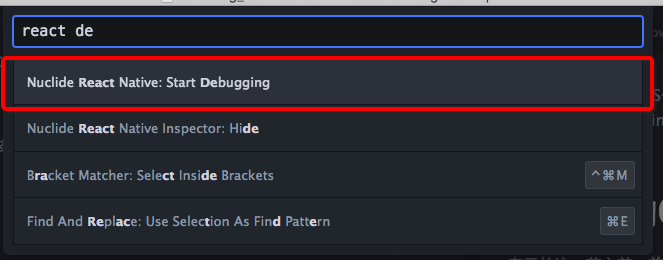 react de
Nuclide React Native: Start Debugging
Nuclide React Native Inspector: Hide
Bracket Matcher: Select Inside Brackets
^⌘M
Find And Replace: Use Selection As Find Pattern
⌘E